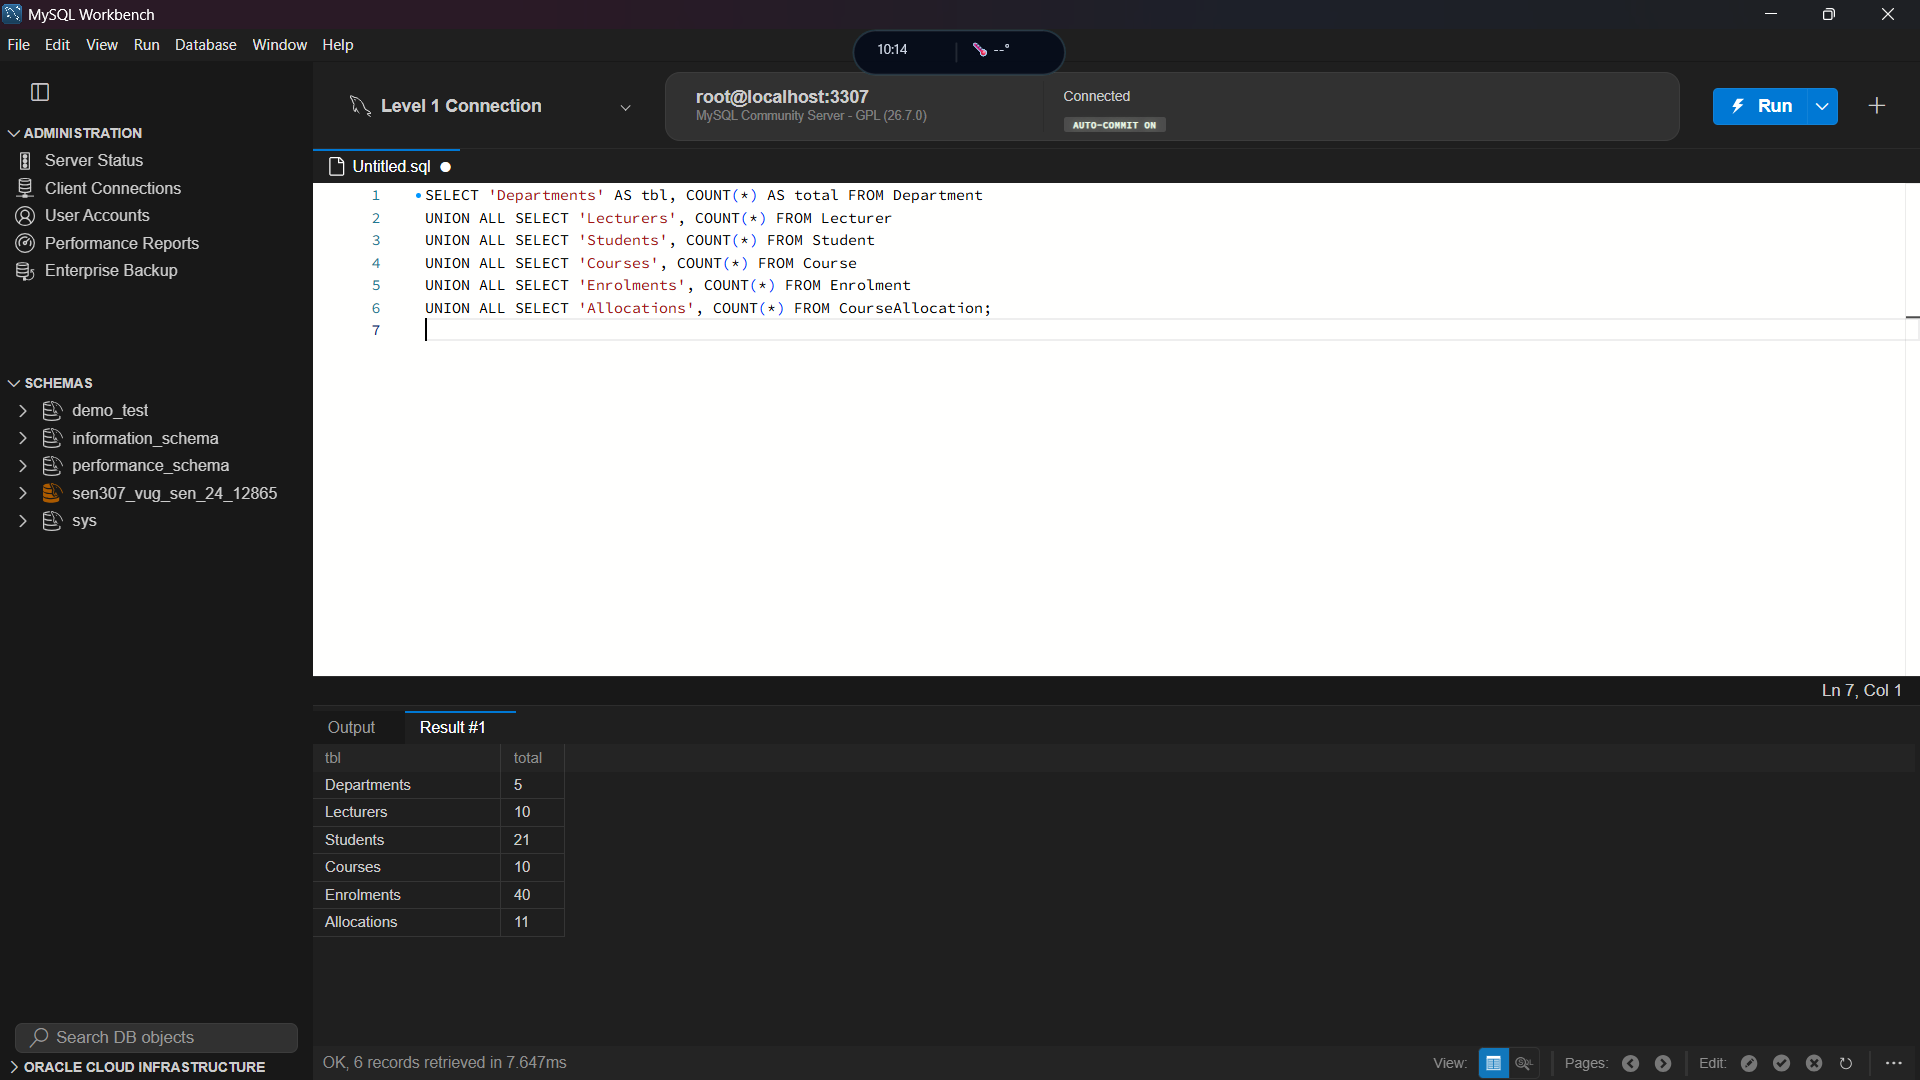 MySQL Workbench
File Edit View Run Database Window Help
10:14 --°
Level 1 Connection
root@localhost:3307
MySQL Community Server - GPL (26.7.0)
Connected
AUTO-COMMIT ON
Run
ADMINISTRATION
Server Status
Client Connections
User Accounts
Performance Reports
Enterprise Backup
SCHEMAS
demo_test
information_schema
performance_schema
sen307_vug_sen_24_12865
sys
Search DB objects
ORACLE CLOUD INFRASTRUCTURE
Untitled.sql
1 SELECT 'Departments' AS tbl, COUNT(*) AS total FROM Department
2 UNION ALL SELECT 'Lecturers', COUNT(*) FROM Lecturer
3 UNION ALL SELECT 'Students', COUNT(*) FROM Student
4 UNION ALL SELECT 'Courses', COUNT(*) FROM Course
5 UNION ALL SELECT 'Enrolments', COUNT(*) FROM Enrolment
6 UNION ALL SELECT 'Allocations', COUNT(*) FROM CourseAllocation;
7
Ln 7, Col 1
Output Result #1
tbl total
Departments 5
Lecturers 10
Students 21
Courses 10
Enrolments 40
Allocations 11
OK, 6 records retrieved in 7.647ms
View: Pages: Edit: